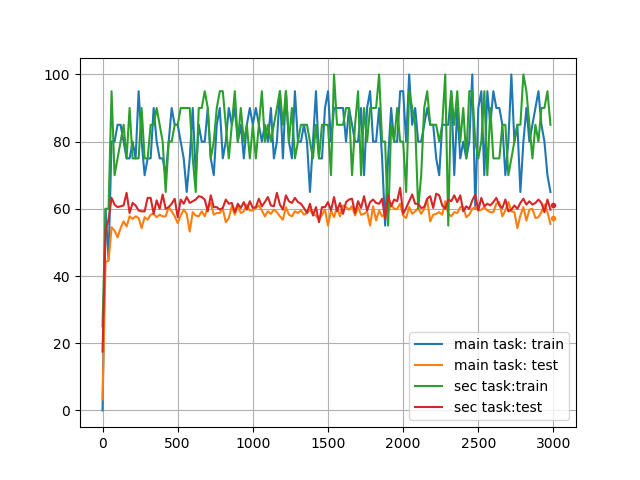 100
80
60
40
20
0
0 500 1000 1500 2000 2500 3000
main task: train
main task: test
sec task:train
sec task:test